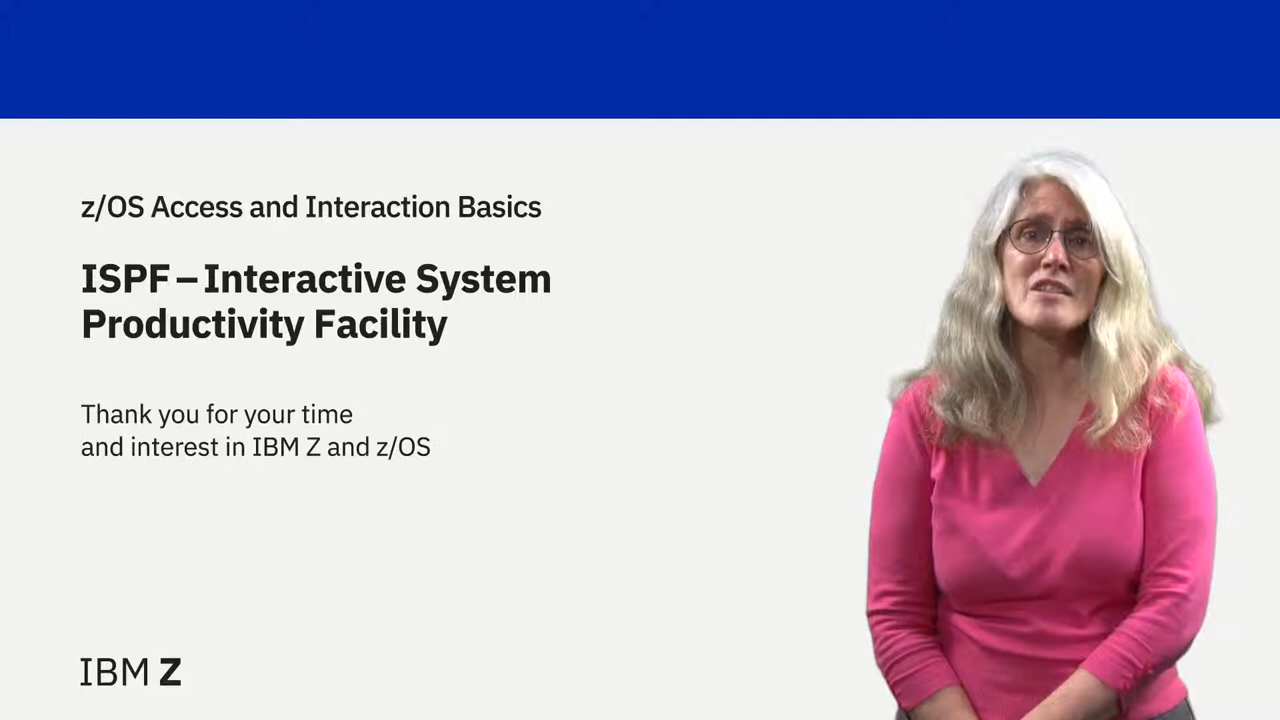 z/OS Access and Interaction Basics
ISPF – Interactive System
Productivity Facility
Thank you for your time
and interest in IBM Z and z/OS
IBM Z